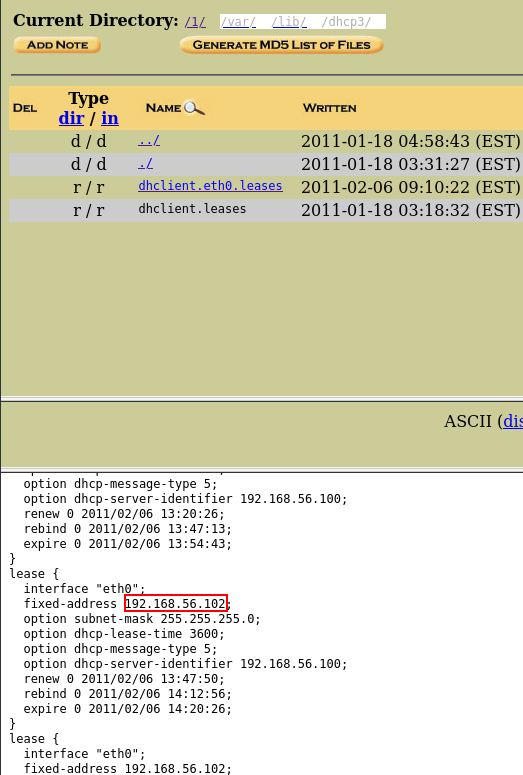 Current Directory: /1/ /var/ /lib/ /dhcp3/
ADD NOTE GENERATE MD5 LIST OF FILES
DEL Type dir / in NAME WRITTEN
d / d ../ 2011-01-18 04:58:43 (EST)
d / d ./ 2011-01-18 03:31:27 (EST)
r / r dhclient.eth0.leases 2011-02-06 09:10:22 (EST)
r / r dhclient.leases 2011-01-18 03:18:32 (EST)
ASCII (dis
option dhcp-message-type 5;
option dhcp-server-identifier 192.168.56.100;
renew 0 2011/02/06 13:20:26;
rebind 0 2011/02/06 13:47:13;
expire 0 2011/02/06 13:54:43;
}
lease {
interface "eth0";
fixed-address 192.168.56.102;
option subnet-mask 255.255.255.0;
option dhcp-lease-time 3600;
option dhcp-message-type 5;
option dhcp-server-identifier 192.168.56.100;
renew 0 2011/02/06 13:47:50;
rebind 0 2011/02/06 14:12:56;
expire 0 2011/02/06 14:20:26;
}
lease {
interface "eth0";
fixed-address 192.168.56.102;